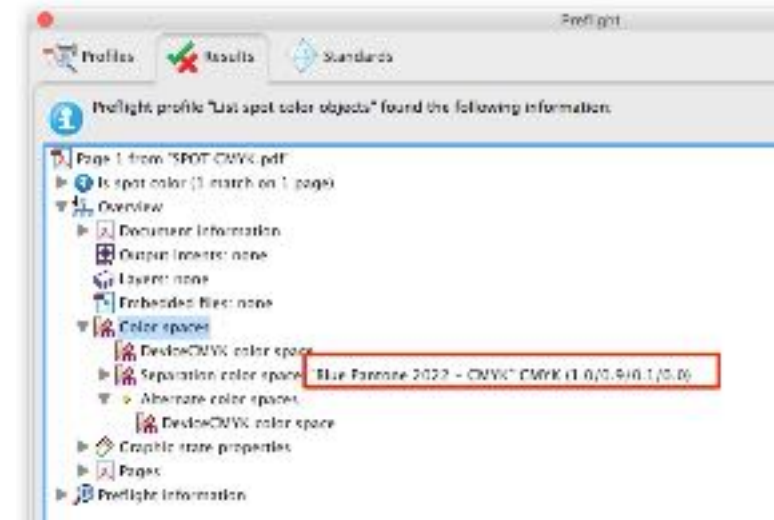 Preflight
Profiles
Results
Standards
Preflight profile "List spot color objects" found the following information:
Page 1 from "SPOT CMYK.pdf"
Is spot color (1 match on 1 page)
Overview
Document information
Output Intents: none
Layers: none
Embedded files: none
Color spaces
DeviceCMYK color space
Separation color space "Blue Pantone 2022 - CMYK" CMYK (1.0/0.9/0.1/0.0)
Alternate color spaces
DeviceCMYK color space
Graphic state properties
Pages
Preflight information